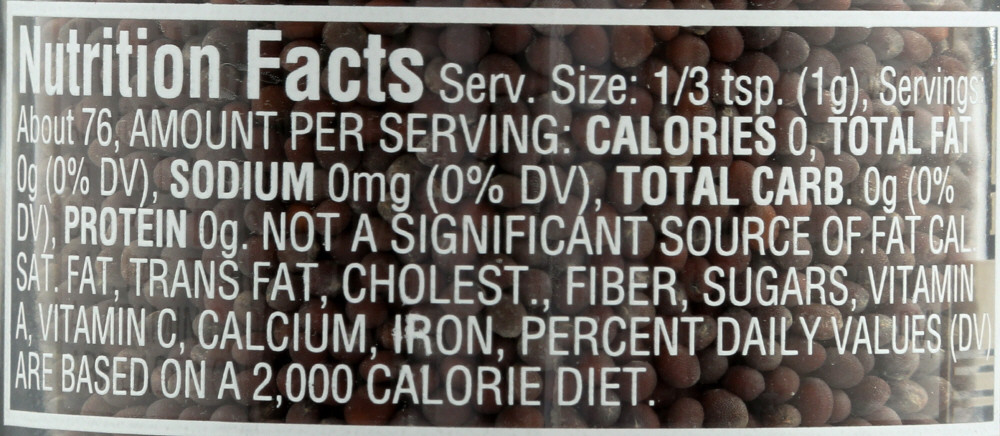 Nutrition Facts Serv. Size: 1/3 tsp. (1g), Servings
About 76, AMOUNT PER SERVING: CALORIES 0, TOTAL FAT
0g (0% DV), SODIUM 0mg (0% DV), TOTAL CARB. 0g (0%
DV), PROTEIN 0g. NOT A SIGNIFICANT SOURCE OF FAT CAL.
SAT. FAT, TRANS FAT, CHOLEST., FIBER, SUGARS, VITAMIN
A, VITAMIN C, CALCIUM, IRON, PERCENT DAILY VALUES (DV)
ARE BASED ON A 2,000 CALORIE DIET.